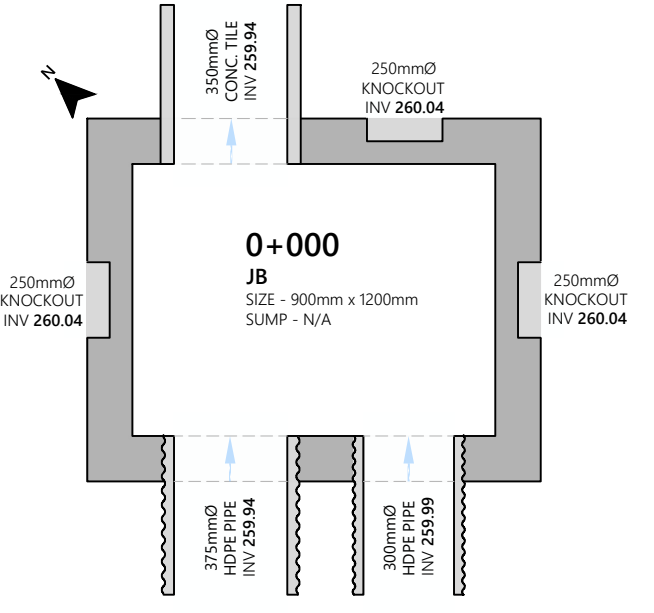 350mmØ
CONC. TILE
INV 259.94
N
250mmØ
KNOCKOUT
INV 260.04
0+000
JB
SIZE - 900mm x 1200mm
SUMP - N/A
250mmØ
KNOCKOUT
INV 260.04
250mmØ
KNOCKOUT
INV 260.04
375mmØ
HDPE PIPE
INV 259.94
300mmØ
HDPE PIPE
INV 259.99